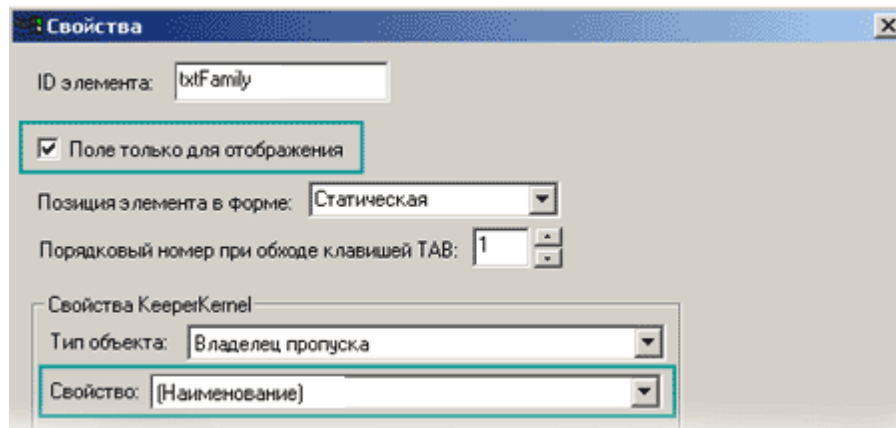 Свойства
ID элемента: txtFamily
Поле только для отображения
Позиция элемента в форме: Статическая
Порядковый номер при обходе клавишей TAB: 1
Свойства KeeperKernel
Тип объекта: Владелец пропуска
Свойство: (Наименование)